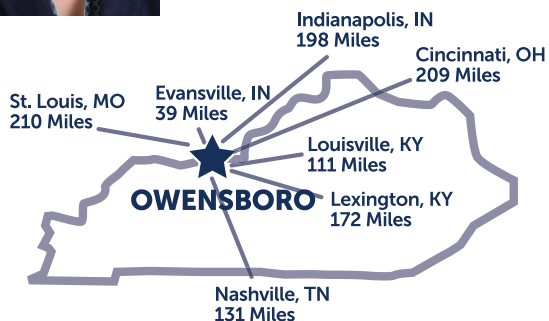 Indianapolis, IN
198 Miles
Cincinnati, OH
209 Miles
Evansville, IN
39 Miles
St. Louis, MO
210 Miles
Louisville, KY
111 Miles
OWENSBORO
Lexington, KY
172 Miles
Nashville, TN
131 Miles